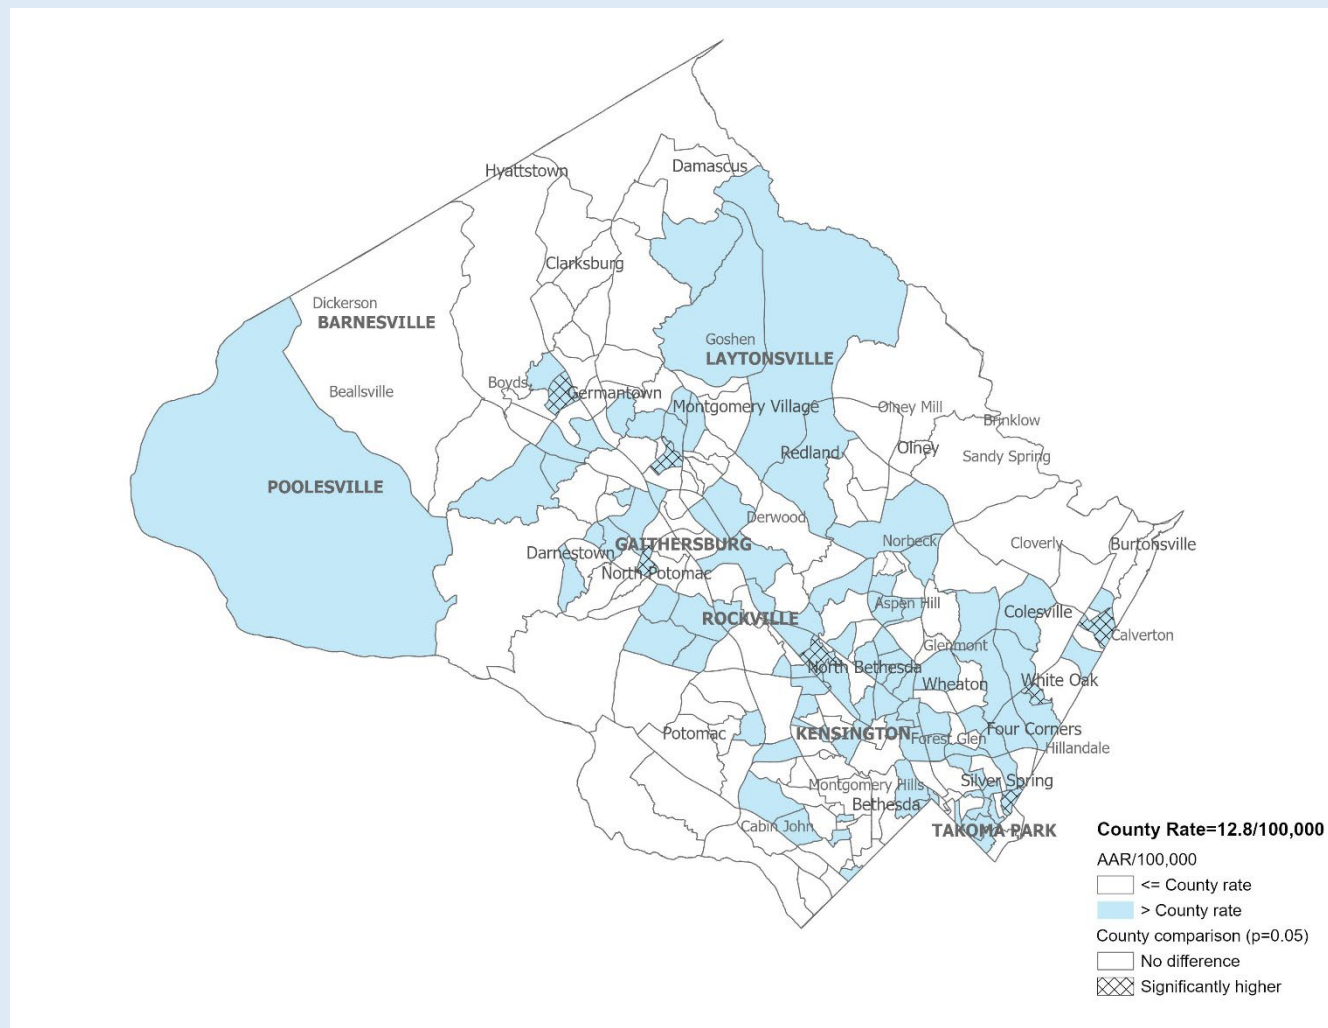 Damascus
Hyattstown
Clarksburg
Dickerson
BARNESVILLE
Goshen
LAYTONSVILLE
Boyds
Germantown
Beallsville
Montgomery Village
Olney Mill
Brinklow
Redland
Olney
Sandy Spring
POOLESVILLE
Derwood
Norbeck
Cloverly
Burtonsville
GAITHERSBURG
Darnestown
North Potomac
Aspen Hill
Colesville
ROCKVILLE
Calverton
Glenmont
North Bethesda
Wheaton
White Oak
Potomac
KENSINGTON
Forest Glen
Four Corners
Hillandale
Montgomery Hills
Silver Spring
Bethesda
Cabin John
TAKOMA PARK
County Rate=12.8/100,000
AAR/100,000
<= County rate
> County rate
County comparison (p=0.05)
No difference
Significantly higher